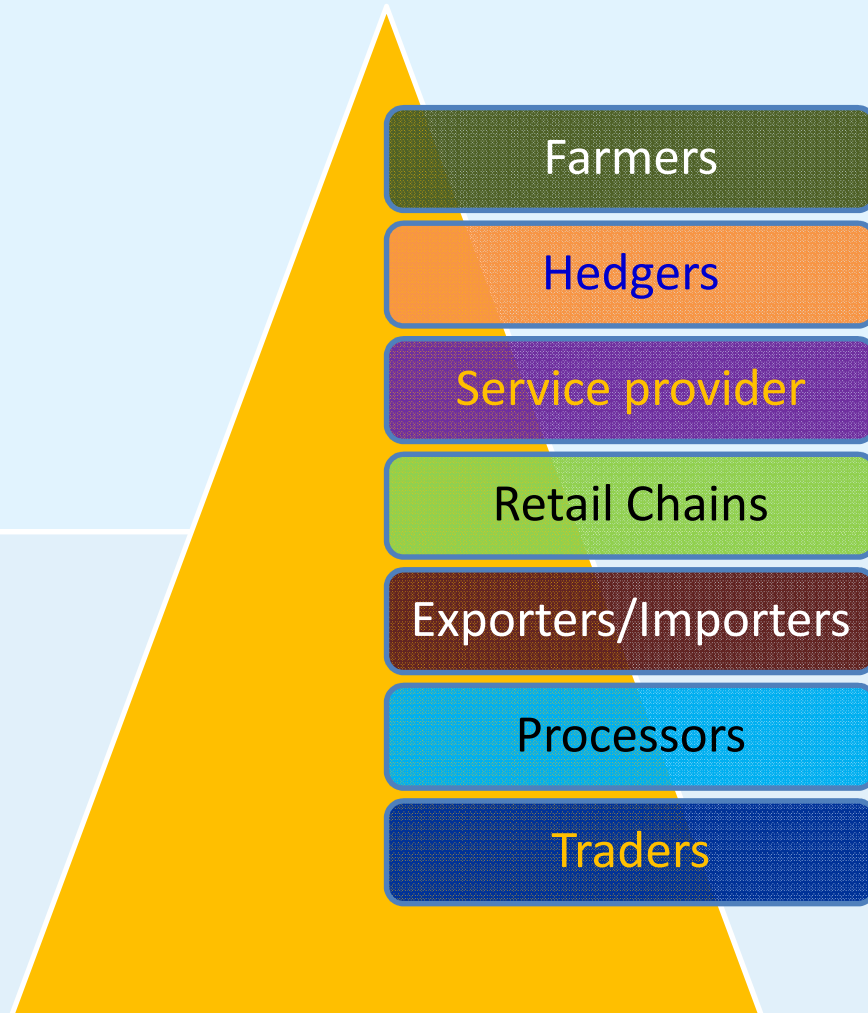 Farmers
Hedgers
Service provider
Retail Chains
Exporters/Importers
Processors
Traders